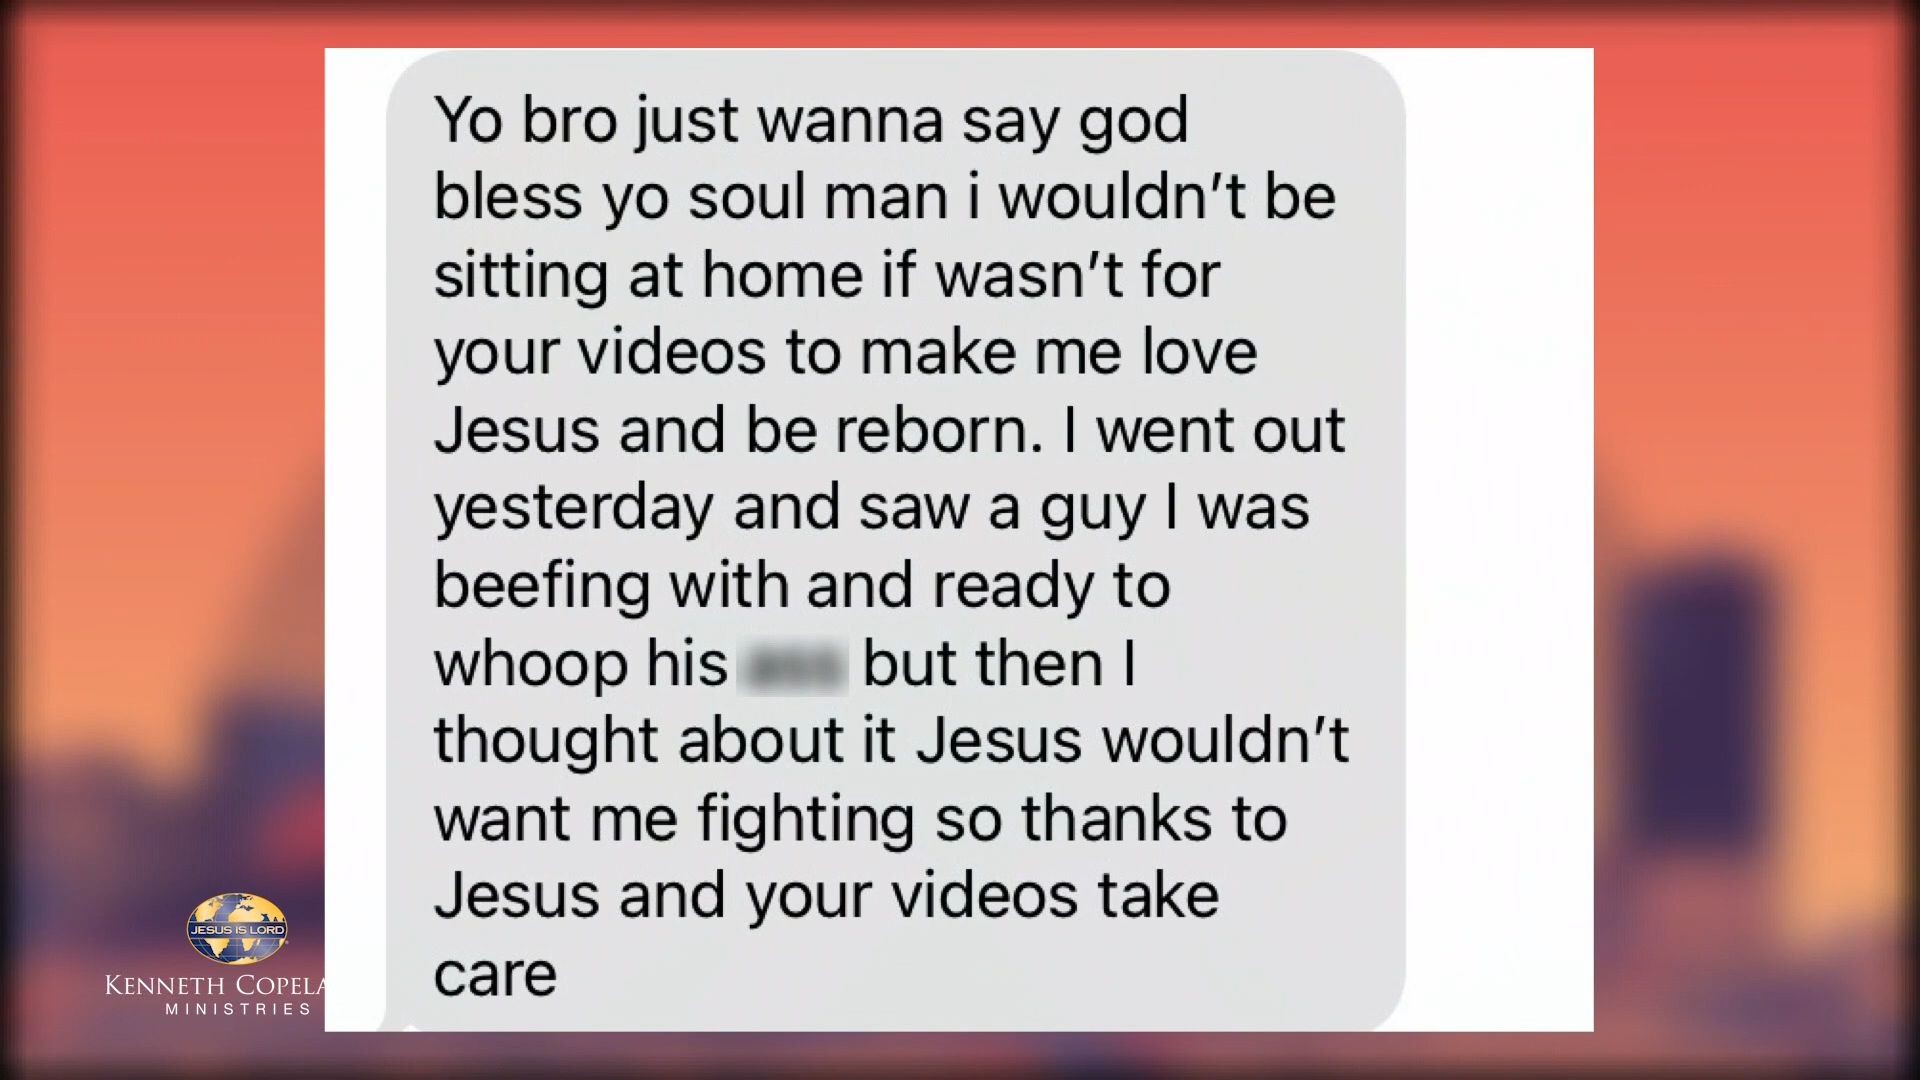 Yo bro just wanna say god
bless yo soul man i wouldn't be
sitting at home if wasn't for
your videos to make me love
Jesus and be reborn. I went out
yesterday and saw a guy I was
beefing with and ready to
whoop his ass but then I
thought about it Jesus wouldn't
want me fighting so thanks to
Jesus and your videos take
care
JESUS IS LORD
KENNETH COPELA
MINISTRIES